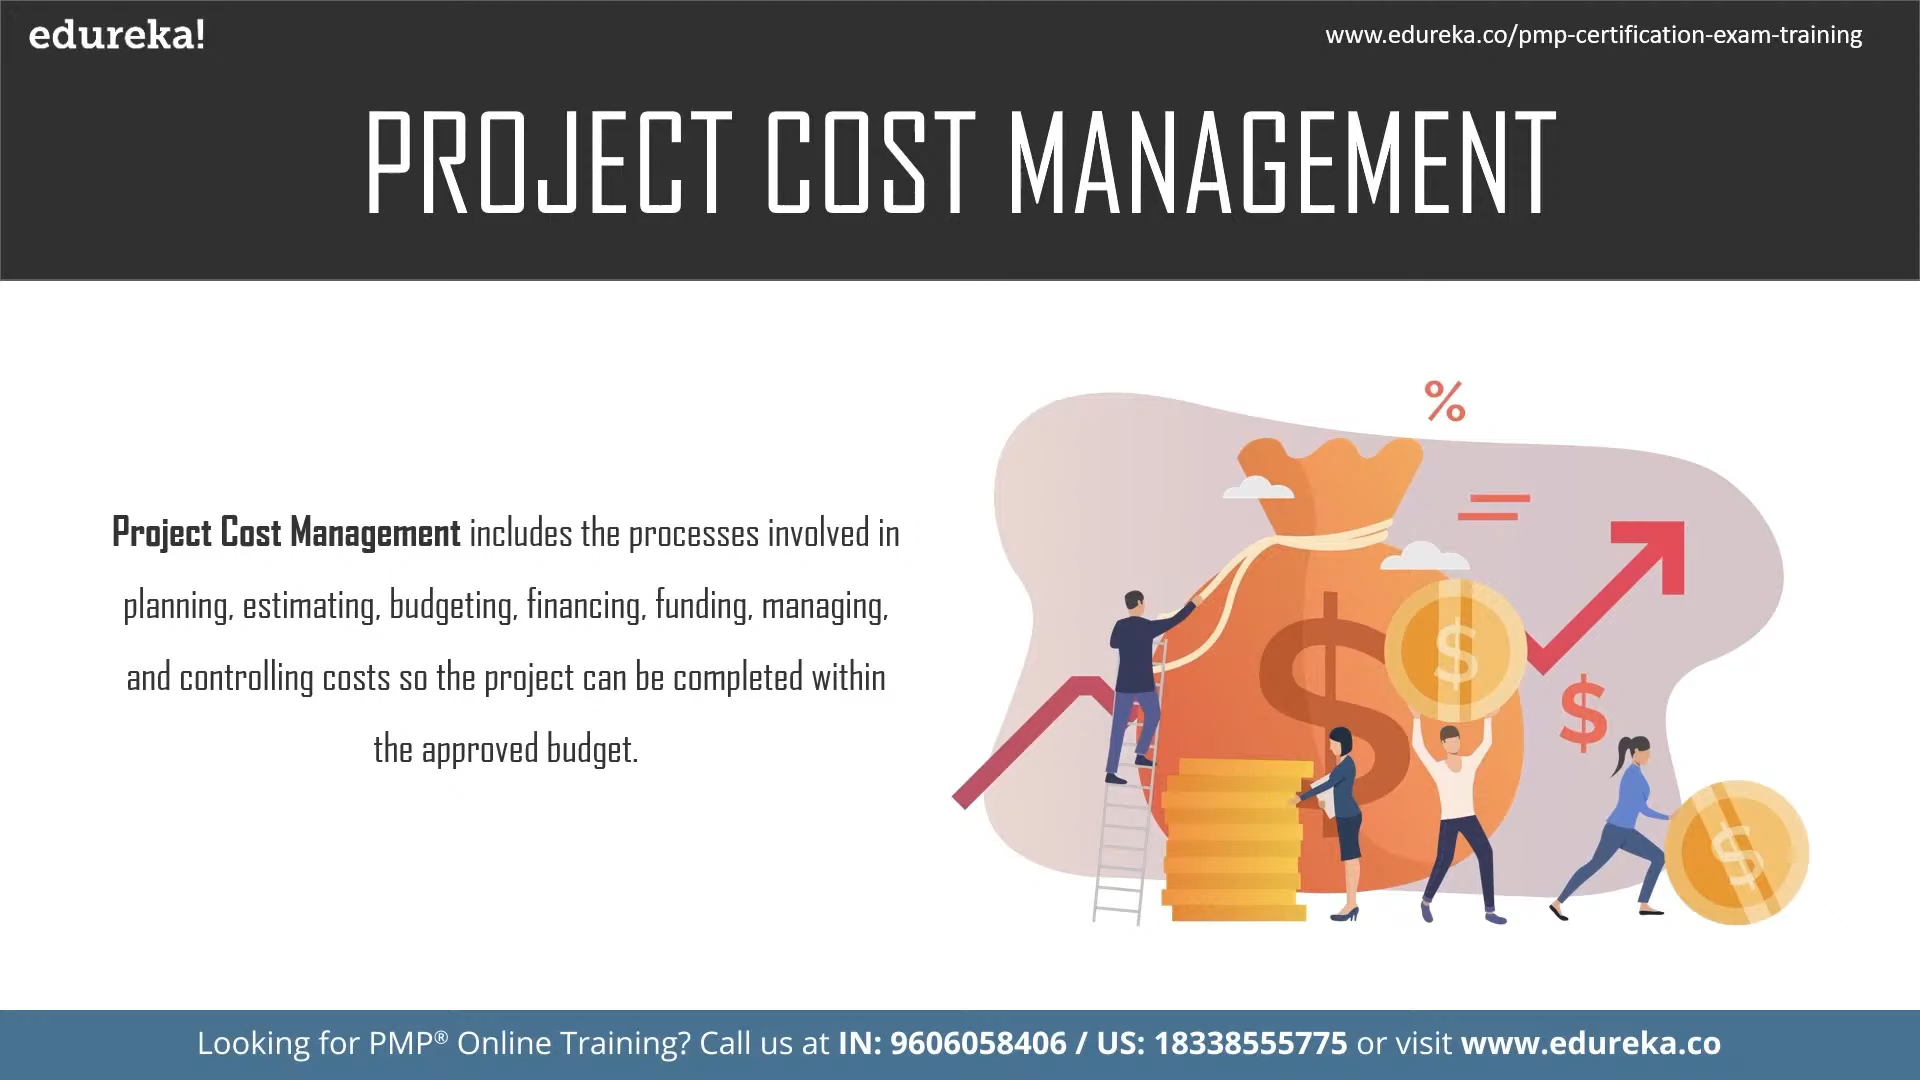 edureka!
www.edureka.co/pmp-certification-exam-training
PROJECT COST MANAGEMENT
%
Project Cost Management includes the processes involved in
planning, estimating, budgeting, financing, funding, managing,
and controlling costs so the project can be completed within
the approved budget.
$
$
$
$
Looking for PMP® Online Training? Call us at IN: 9606058406 / US: 18338555775 or visit www.edureka.co